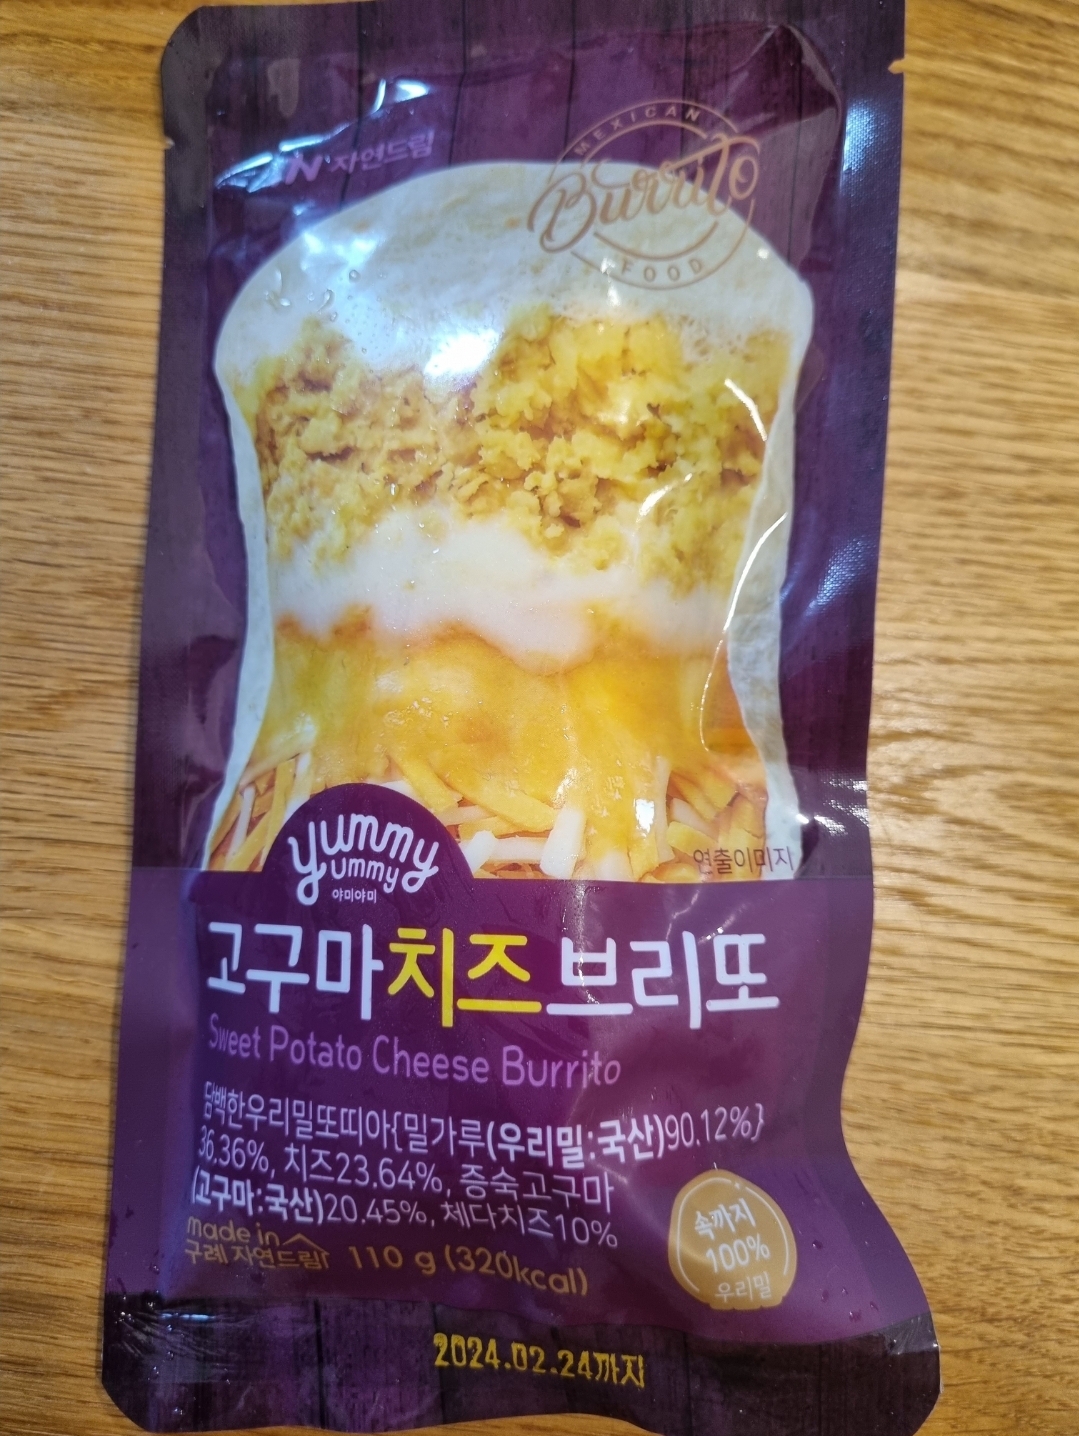 자연드림
MEXICAN
Burrito
FOOD
yummy
yummy
야미야미
연출이미지
고구마치즈브리또
Sweet Potato Cheese Burrito
담백한우리밀또띠아{밀가루(우리밀:국산)90.12%}
36.36%, 치즈23.64%, 증숙고구마
(고구마:국산)20.45%, 체다치즈10%
made in
구례 자연드림 110 g (320kcal)
속까지
100%
우리밀
2024.02.24까지